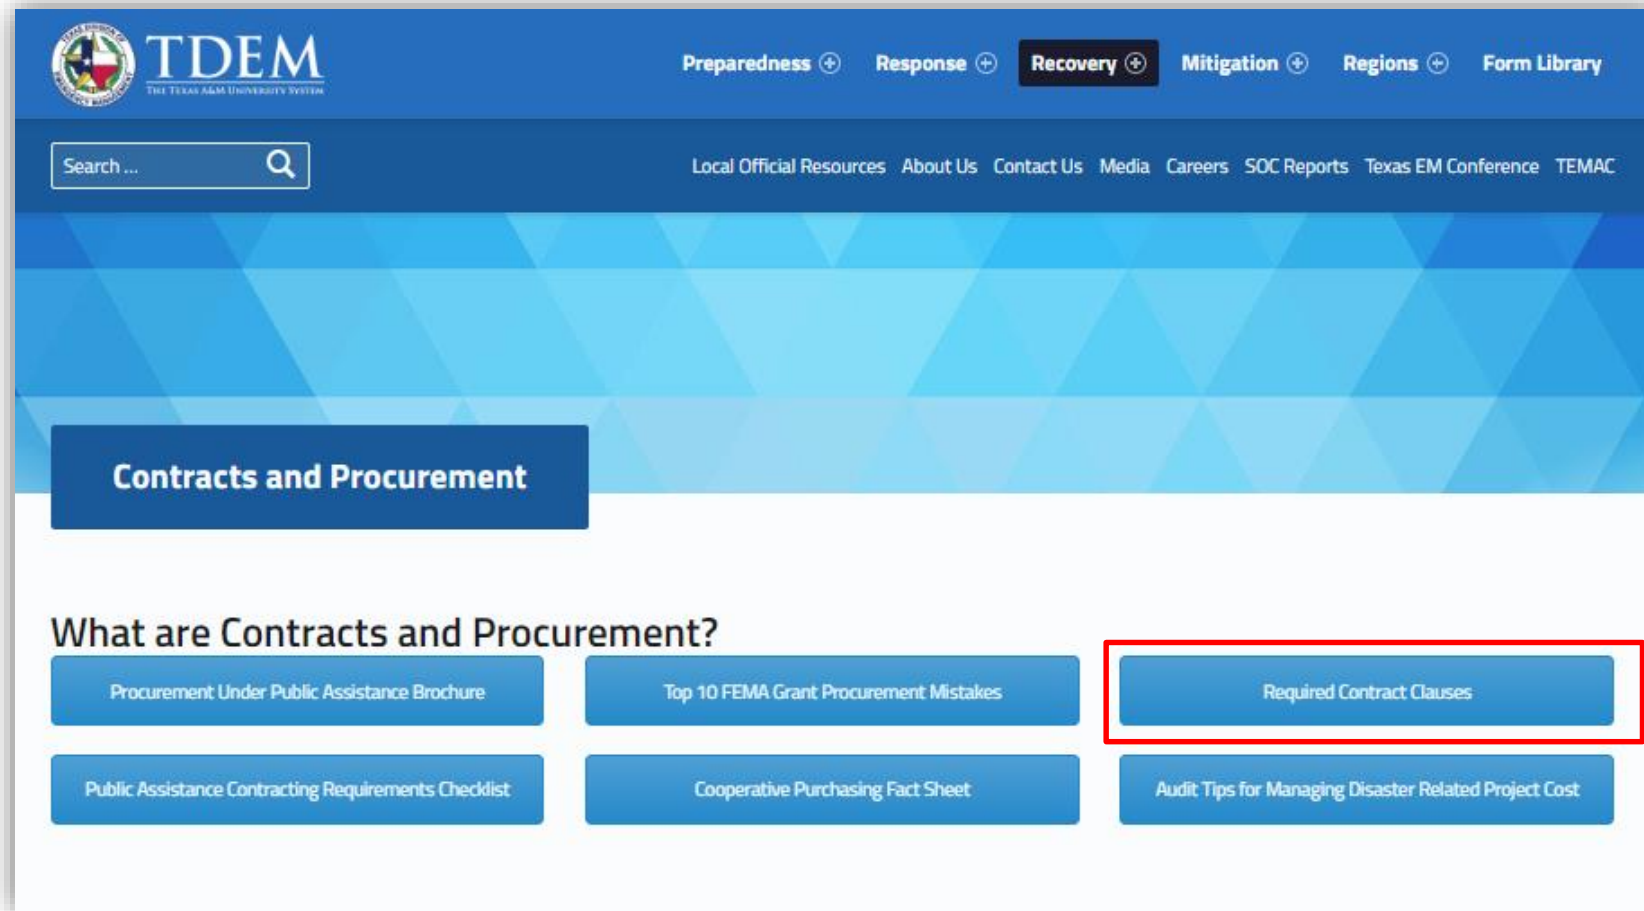 TDEM
THE TEXAS A&M UNIVERSITY SYSTEM
Preparedness Response Recovery Mitigation Regions Form Library
Search ...
Local Official Resources About Us Contact Us Media Careers SOC Reports Texas EM Conference TEMAC
Contracts and Procurement
What are Contracts and Procurement?
Procurement Under Public Assistance Brochure Top 10 FEMA Grant Procurement Mistakes Required Contract Clauses
Public Assistance Contracting Requirements Checklist Cooperative Purchasing Fact Sheet Audit Tips for Managing Disaster Related Project Cost